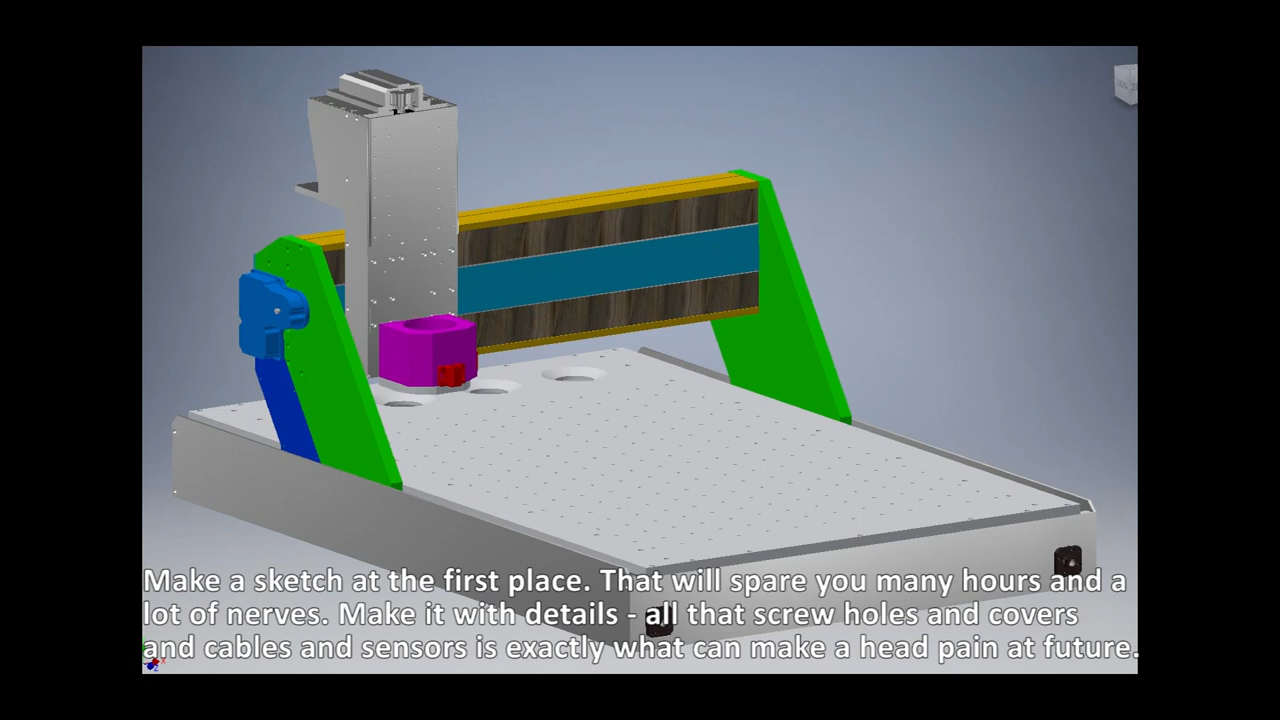 Make a sketch at the first place. That will spare you many hours and a
lot of nerves. Make it with details - all that screw holes and covers
and cables and sensors is exactly what can make a head pain at future.